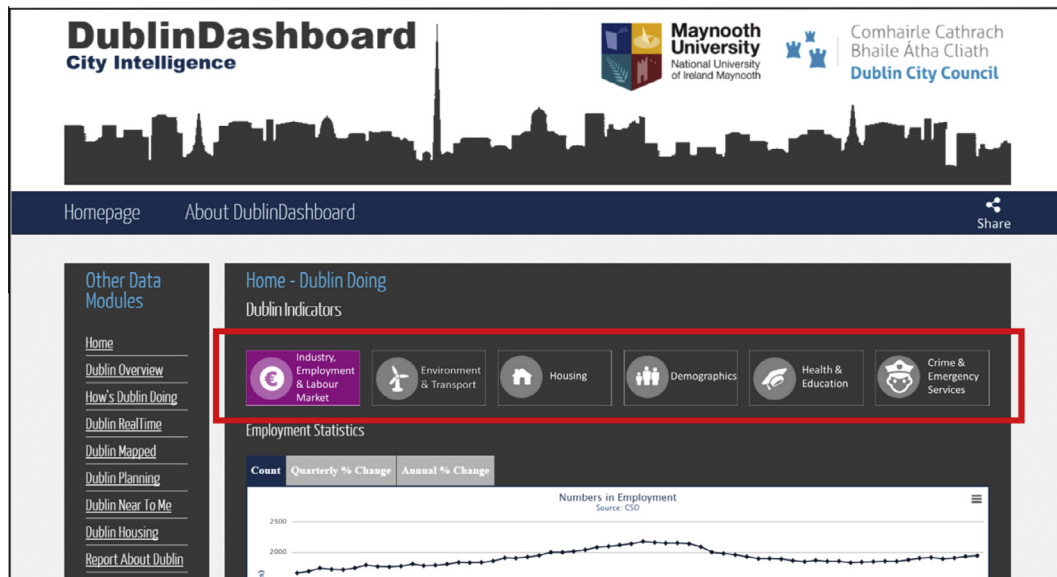 DublinDashboard
City Intelligence
Maynooth
University
National University
of Ireland Maynooth
Comhairle Cathrach
Bhaile Átha Cliath
Dublin City Council
Homepage
About DublinDashboard
Share
Other Data
Modules
Home
Dublin Overview
How's Dublin Doing
Dublin RealTime
Dublin Mapped
Dublin Planning
Dublin Near To Me
Dublin Housing
Report About Dublin
Home - Dublin Doing
Dublin Indicators
€
Industry,
Employment
& Labour
Market
Environment
& Transport
Housing
Demographics
Health &
Education
Crime &
Emergency
Services
Employment Statistics
Count
Quarterly % Change
Annual % Change
Numbers in Employment
Source: CSO
2500
2000